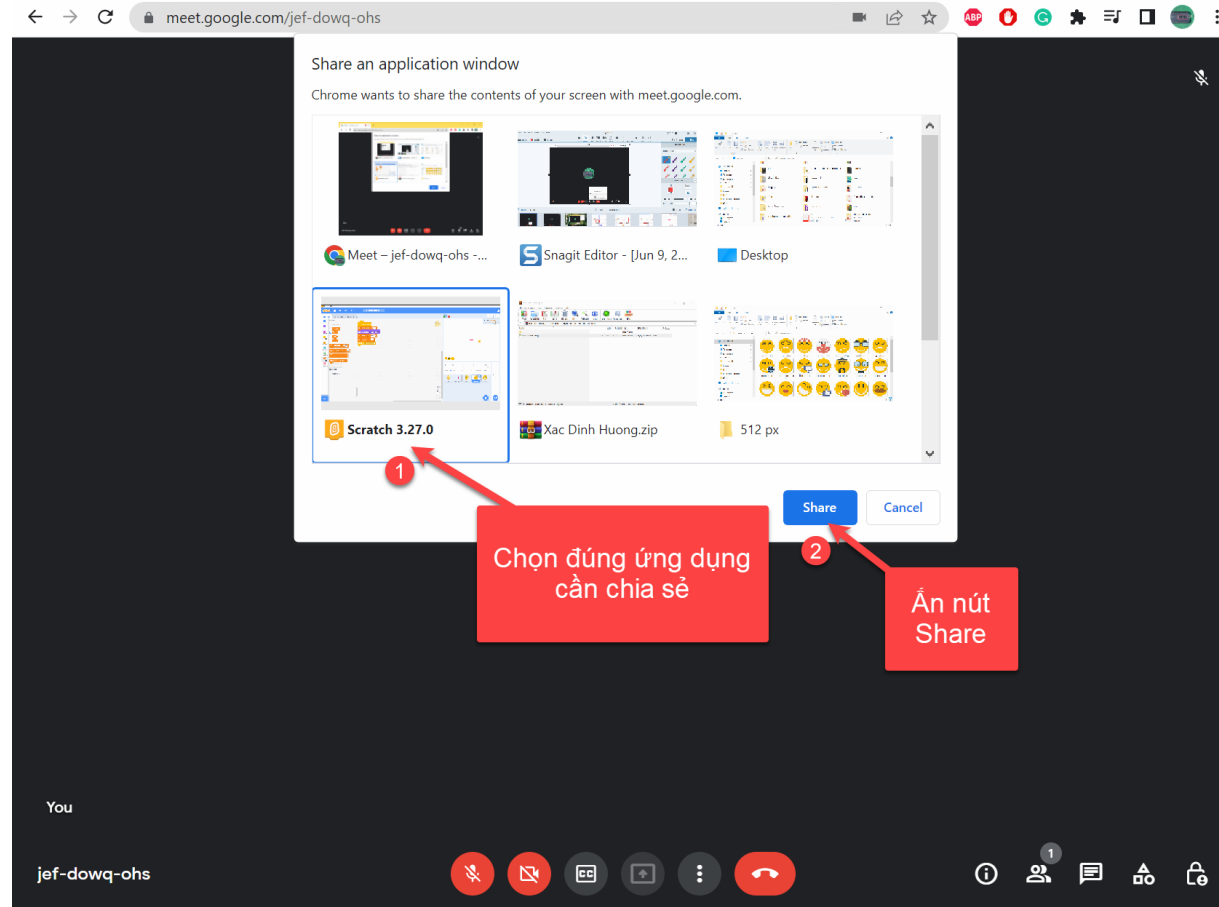 meet.google.com/jef-dowq-ohs
ABP
Share an application window
Chrome wants to share the contents of your screen with meet.google.com.
Meet – jef-dowq-ohs -...
Snagit Editor - [Jun 9, 2...
Desktop
Scratch 3.27.0
Xac Dinh Huong.zip
512 px
1
Share
Cancel
2
Chọn đúng ứng dụng
cần chia sẻ
Ấn nút
Share
You
jef-dowq-ohs
CC
1